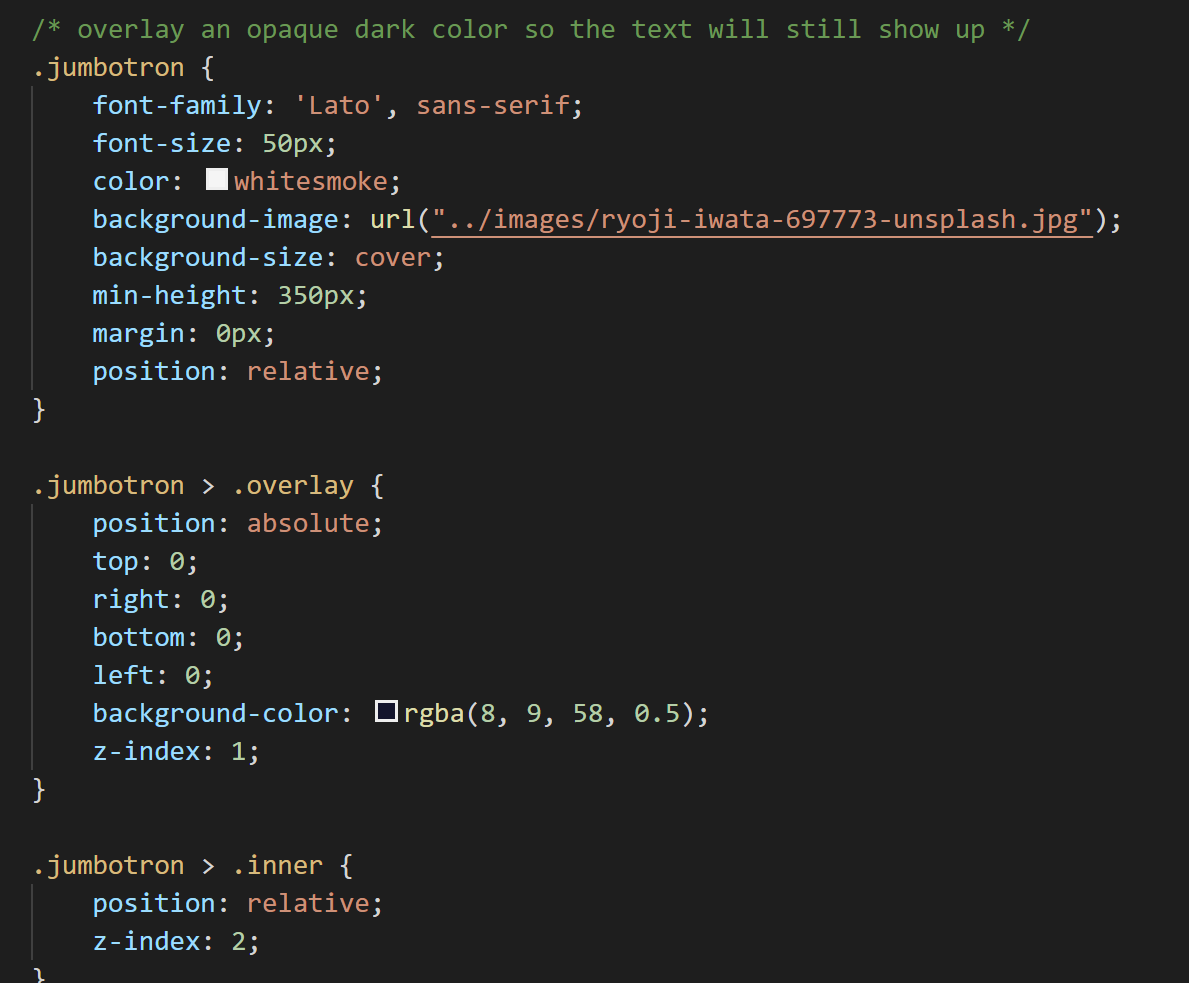 /* overlay an opaque dark color so the text will still show up */
.jumbotron {
    font-family: 'Lato', sans-serif;
    font-size: 50px;
    color: whitesmoke;
    background-image: url("../images/ryoji-iwata-697773-unsplash.jpg");
    background-size: cover;
    min-height: 350px;
    margin: 0px;
    position: relative;
}

.jumbotron > .overlay {
    position: absolute;
    top: 0;
    right: 0;
    bottom: 0;
    left: 0;
    background-color: rgba(8, 9, 58, 0.5);
    z-index: 1;
}

.jumbotron > .inner {
    position: relative;
    z-index: 2;
}